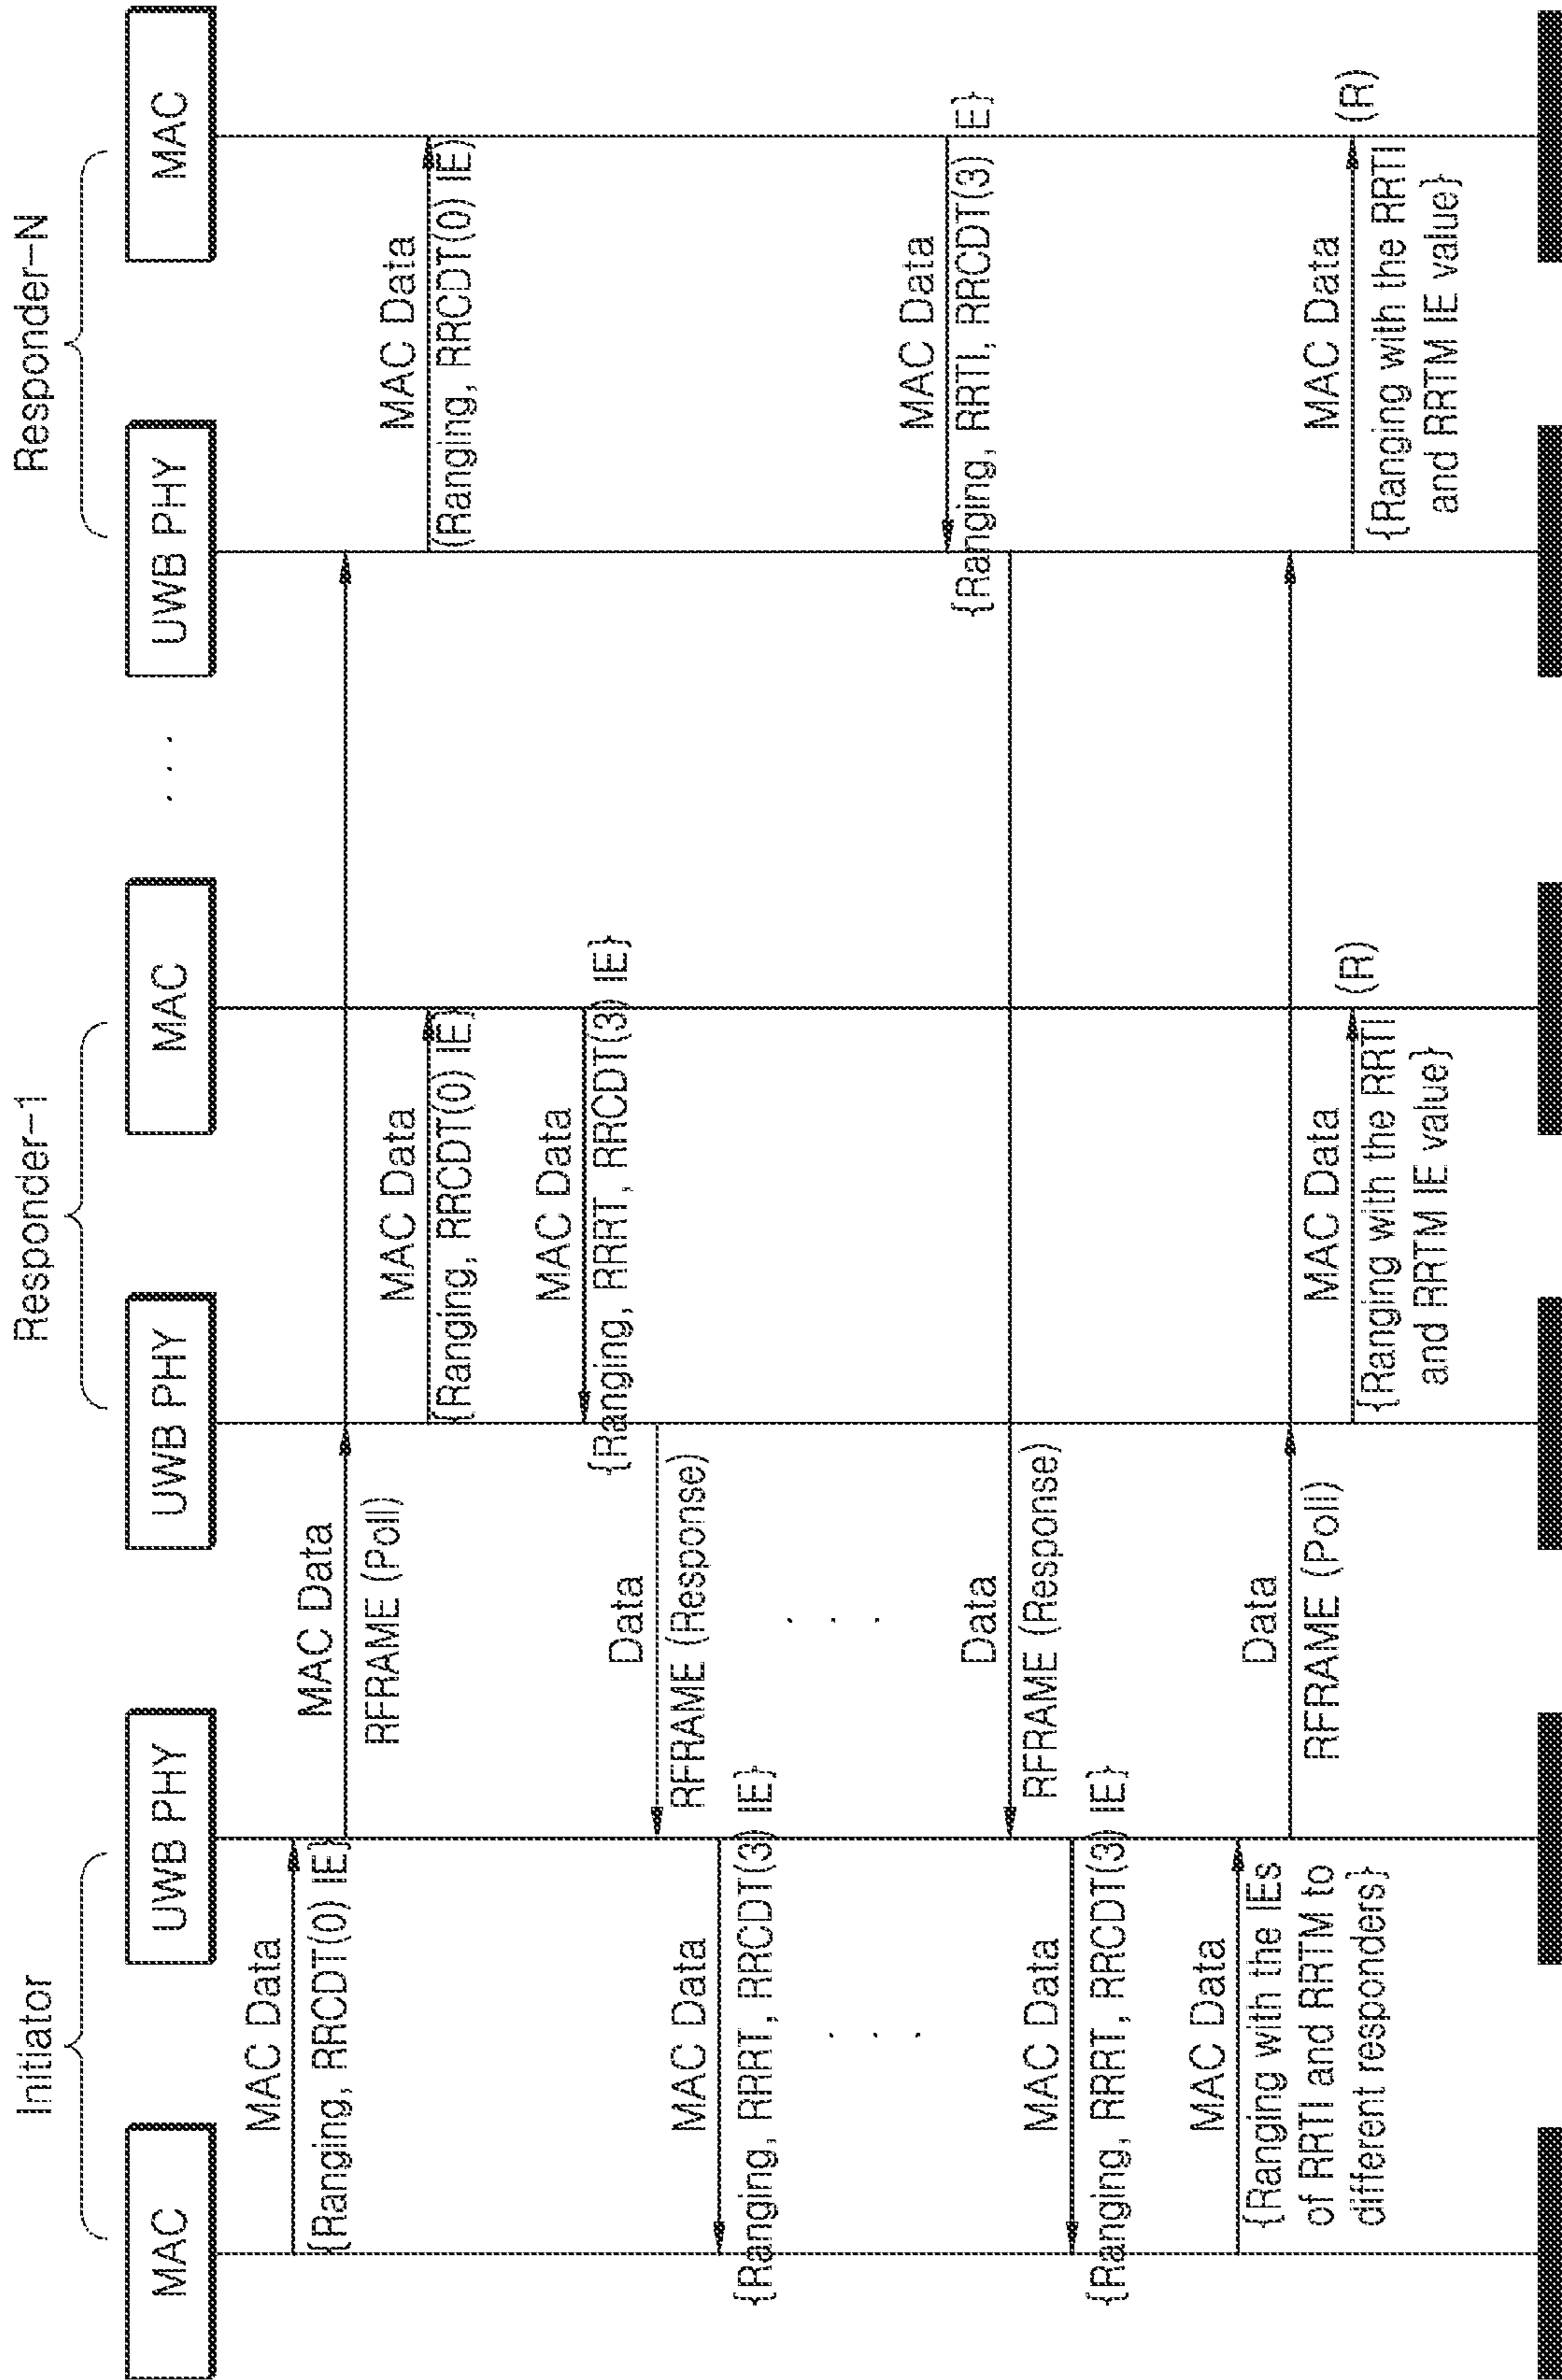 Initiator
Responder-1
Responder-N
MAC
UWB PHY
UWB PHY
MAC
. . .
UWB PHY
MAC
MAC Data
{Ranging, RRCDT(0) IE}
MAC Data
RFRAME (Poll)
MAC Data
{Ranging, RRCDT(0) IE}
MAC Data
(Ranging, RRCDT(0) IE)
MAC Data
{Ranging, RRRT, RRCDT(3) IE}
Data
RFRAME (Response)
MAC Data
{Ranging, RRRT, RRCDT(3) IE}
. . .
. . .
MAC Data
{Ranging, RRTI, RRCDT(3) IE}
Data
RFRAME (Response)
MAC Data
{Ranging, RRRT, RRCDT(3) IE}
MAC Data
{Ranging with the IEs
of RRTI and RRTM to
different responders}
Data
RFRAME (Poll)
MAC Data
{Ranging with the RRTI
and RRTM IE value}
(R)
MAC Data
{Ranging with the RRTI
and RRTM IE value}
(R)